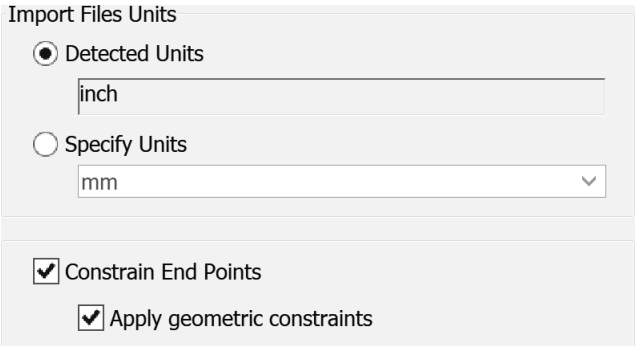 Import Files Units
Detected Units
inch
Specify Units
mm
Constrain End Points
Apply geometric constraints